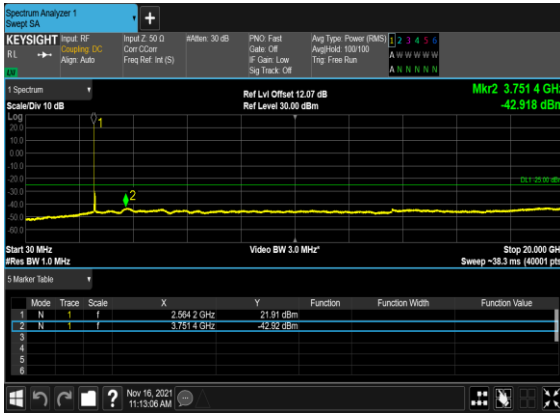 Spectrum Analyzer 1
Swept SA
+
KEYSIGHT Input: RF Input Z: 50 Ω #Atten: 30 dB PNO: Fast Avg Type: Power (RMS) 1 2 3 4 5 6
RL Coupling: DC Corr CCorr Gate: Off Avg|Hold: 100/100 A W W W W W
Align: Auto Freq Ref: Int (S) IF Gain: Low Trig: Free Run
Sig Track: Off A N N N N N
1 Spectrum Ref Lvl Offset 12.07 dB Mkr2 3.751 4 GHz
Scale/Div 10 dB Ref Level 30.00 dBm -42.918 dBm
Log
20.0
10.0
0.00
-10.0
-20.0
-30.0
-40.0
-50.0
-60.0
1
DL1 -25.00 dBm
2
Start 30 MHz Video BW 3.0 MHz* Stop 20.000 GHz
#Res BW 1.0 MHz Sweep ~38.3 ms (40001 pts)
5 Marker Table
Mode Trace Scale X Y Function Function Width Function Value
1 N 1 f 2.564 2 GHz 21.91 dBm
2 N 1 f 3.751 4 GHz -42.92 dBm
3
4
5
6
? Nov 16, 2021
11:13:06 AM